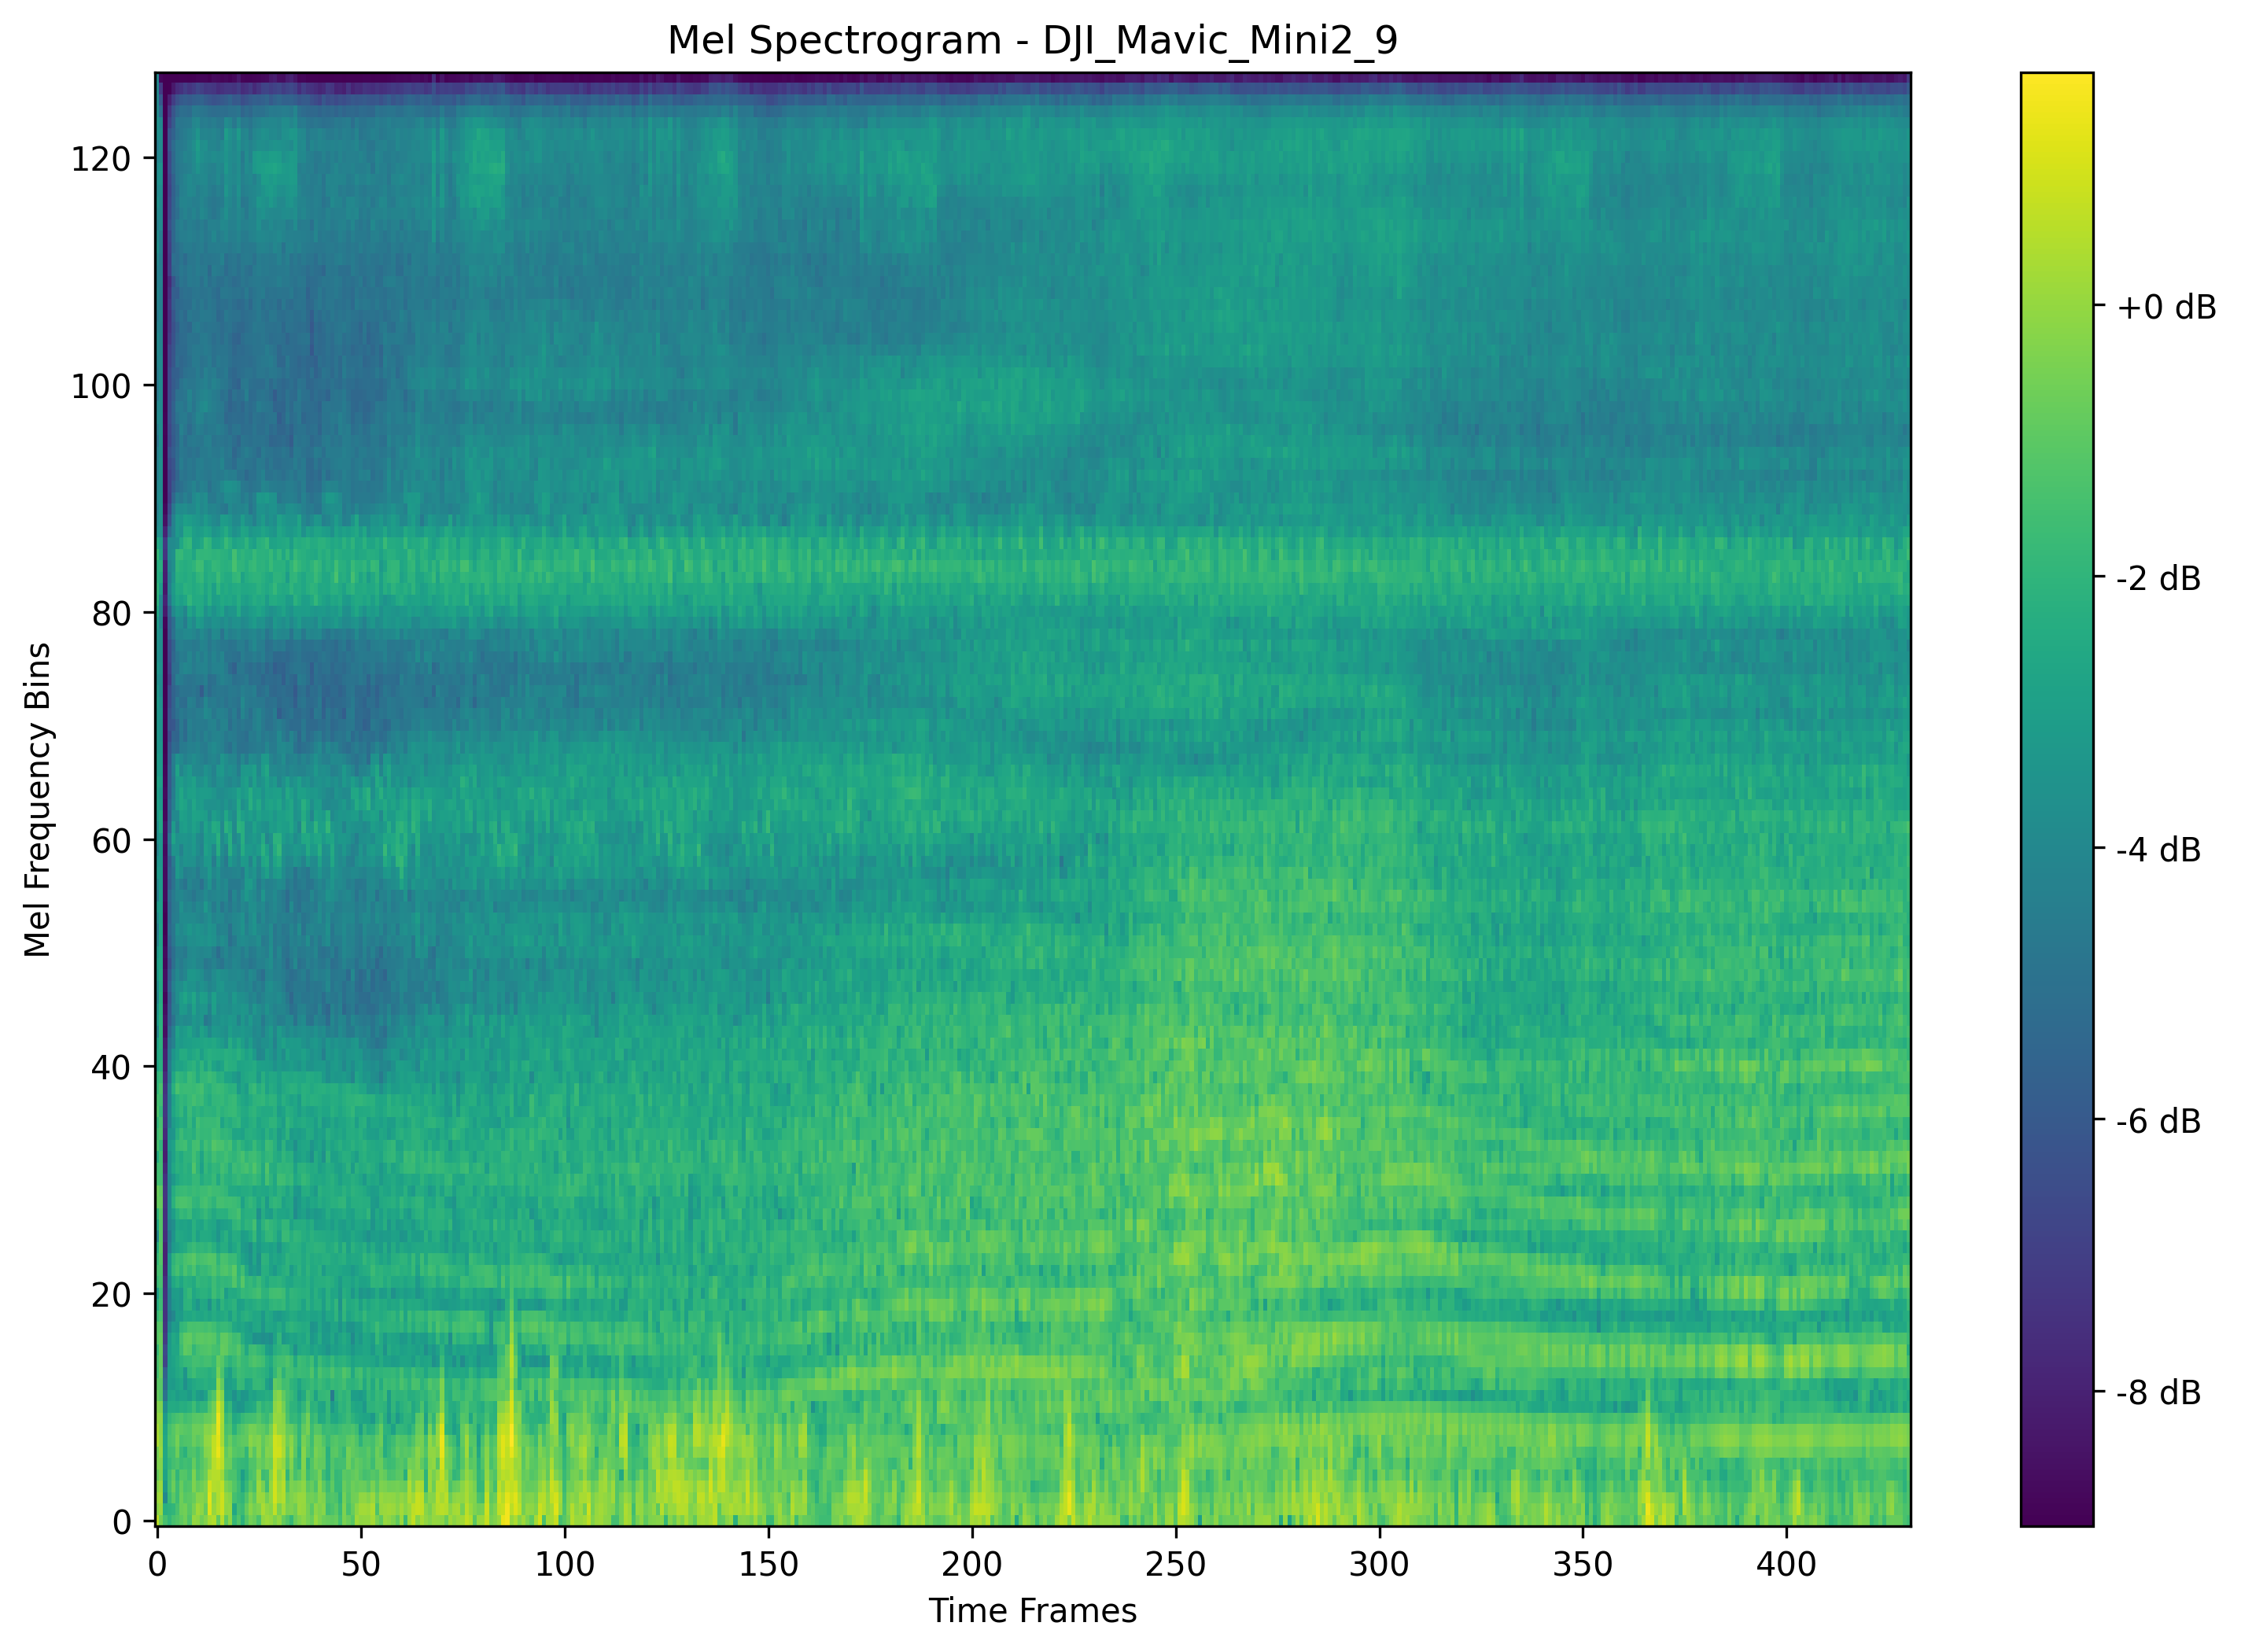 Mel Spectrogram - DJI_Mavic_Mini2_9
120
100
80
60
40
20
0
Mel Frequency Bins
0 50 100 150 200 250 300 350 400
Time Frames
+0 dB
-2 dB
-4 dB
-6 dB
-8 dB